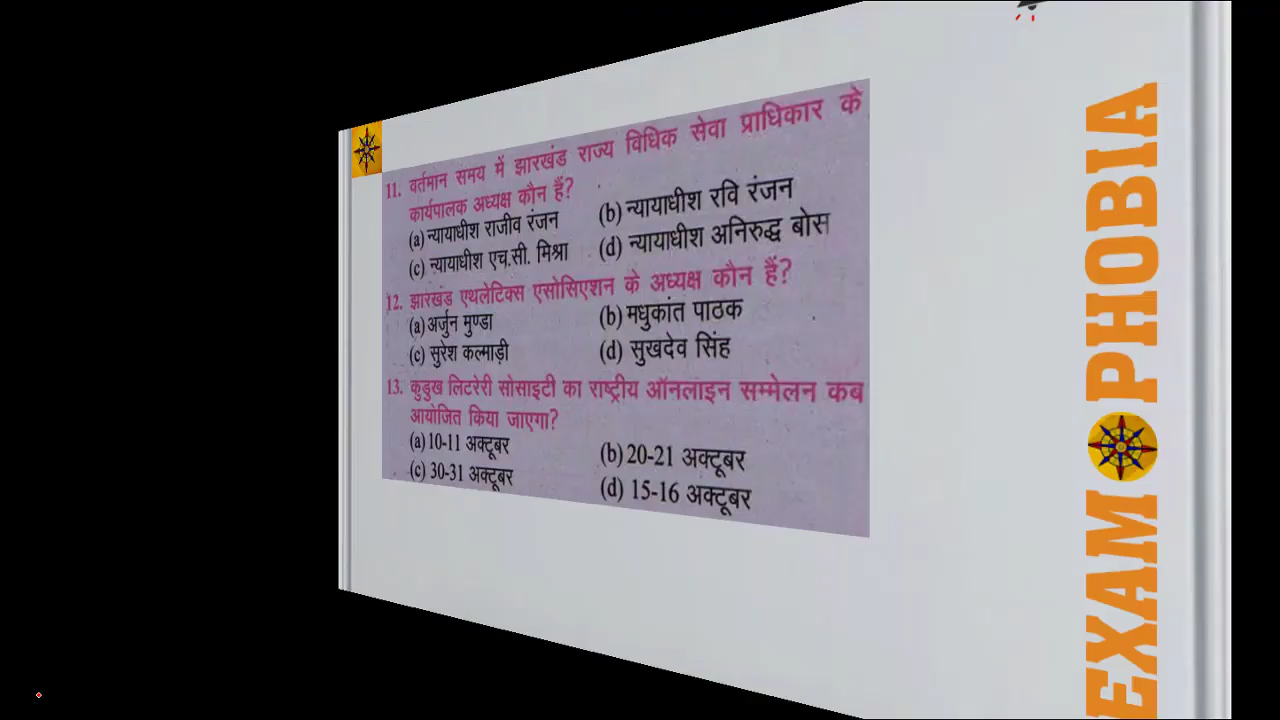 11. वर्तमान समय में झारखंड राज्य विधिक सेवा प्राधिकार के
कार्यपालक अध्यक्ष कौन हैं?
(a) न्यायाधीश राजीव रंजन (b) न्यायाधीश रवि रंजन
(c) न्यायाधीश एच.सी. मिश्रा (d) न्यायाधीश अनिरुद्ध बोस
12. झारखंड एथलेटिक्स एसोसिएशन के अध्यक्ष कौन हैं?
(a) अर्जुन मुण्डा (b) मधुकांत पाठक
(c) सुरेश कल्माड़ी (d) सुखदेव सिंह
13. कुडुख लिटरेरी सोसाइटी का राष्ट्रीय ऑनलाइन सम्मेलन कब
आयोजित किया जाएगा?
(a) 10-11 अक्टूबर (b) 20-21 अक्टूबर
(c) 30-31 अक्टूबर (d) 15-16 अक्टूबर
EXAM PHOBIA